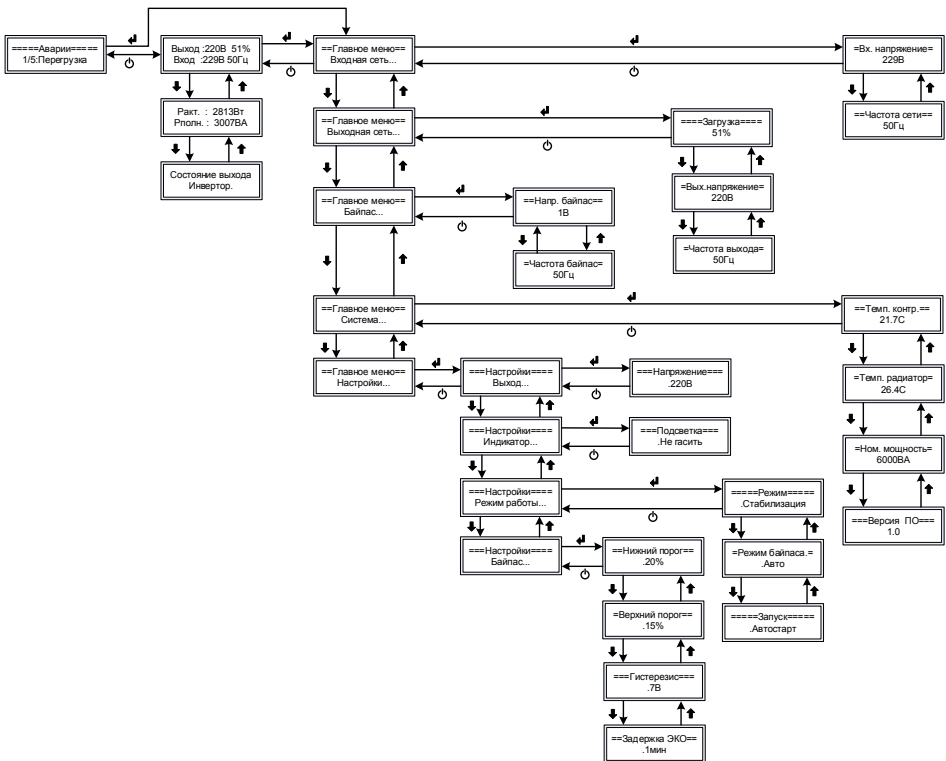 =====Аварии=====
1/5:Перегрузка
Выход :220В 51%
Вход :229В 50Гц
Ракт. : 2813Вт
Рполн. : 3007ВА
Состояние выхода
Инвертор.
==Главное меню==
Входная сеть...
=Вх. напряжение=
229В
==Частота сети==
50Гц
==Главное меню==
Выходная сеть...
====Загрузка====
51%
=Вых.напряжение=
220В
=Частота выхода=
50Гц
==Главное меню==
Байпас...
==Напр. байпас==
1В
=Частота байпас=
50Гц
==Главное меню==
Система...
==Темп. контр.==
21.7С
=Темп. радиатор=
26.4С
=Ном. мощность=
6000ВА
===Версия ПО===
1.0
==Главное меню==
Настройки...
===Настройки====
Выход...
===Напряжение===
.220В
===Настройки====
Индикатор...
===Подсветка===
.Не гасить
===Настройки====
Режим работы...
=====Режим=====
.Стабилизация
=Режим байпаса.=
.Авто
=====Запуск=====
.Автостарт
===Настройки====
Байпас...
==Нижний порог==
.20%
=Верхний порог==
.15%
===Гистерезис===
.7В
==Задержка ЭКО==
.1мин